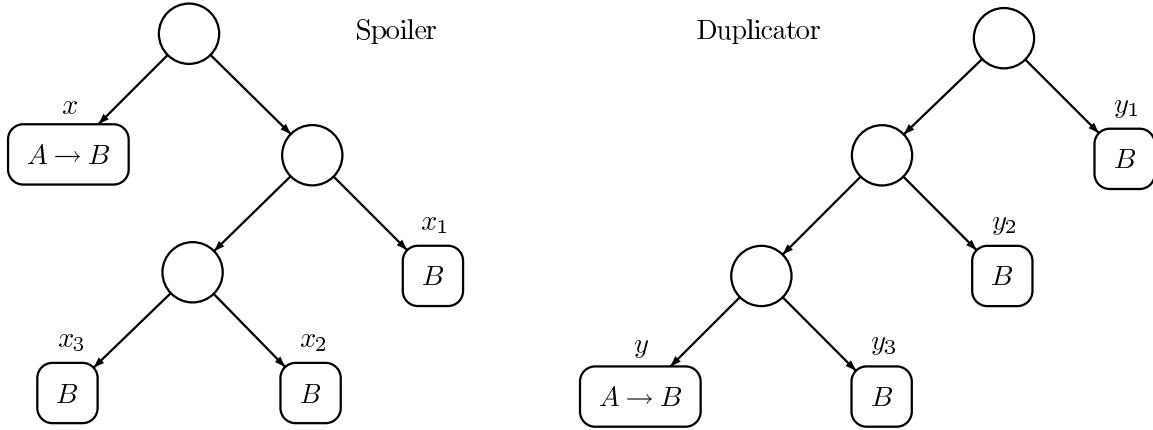 Spoiler
Duplicator
x
A → B
y₁
B
x₁
B
y₂
B
x₃
B
x₂
B
y
A → B
y₃
B